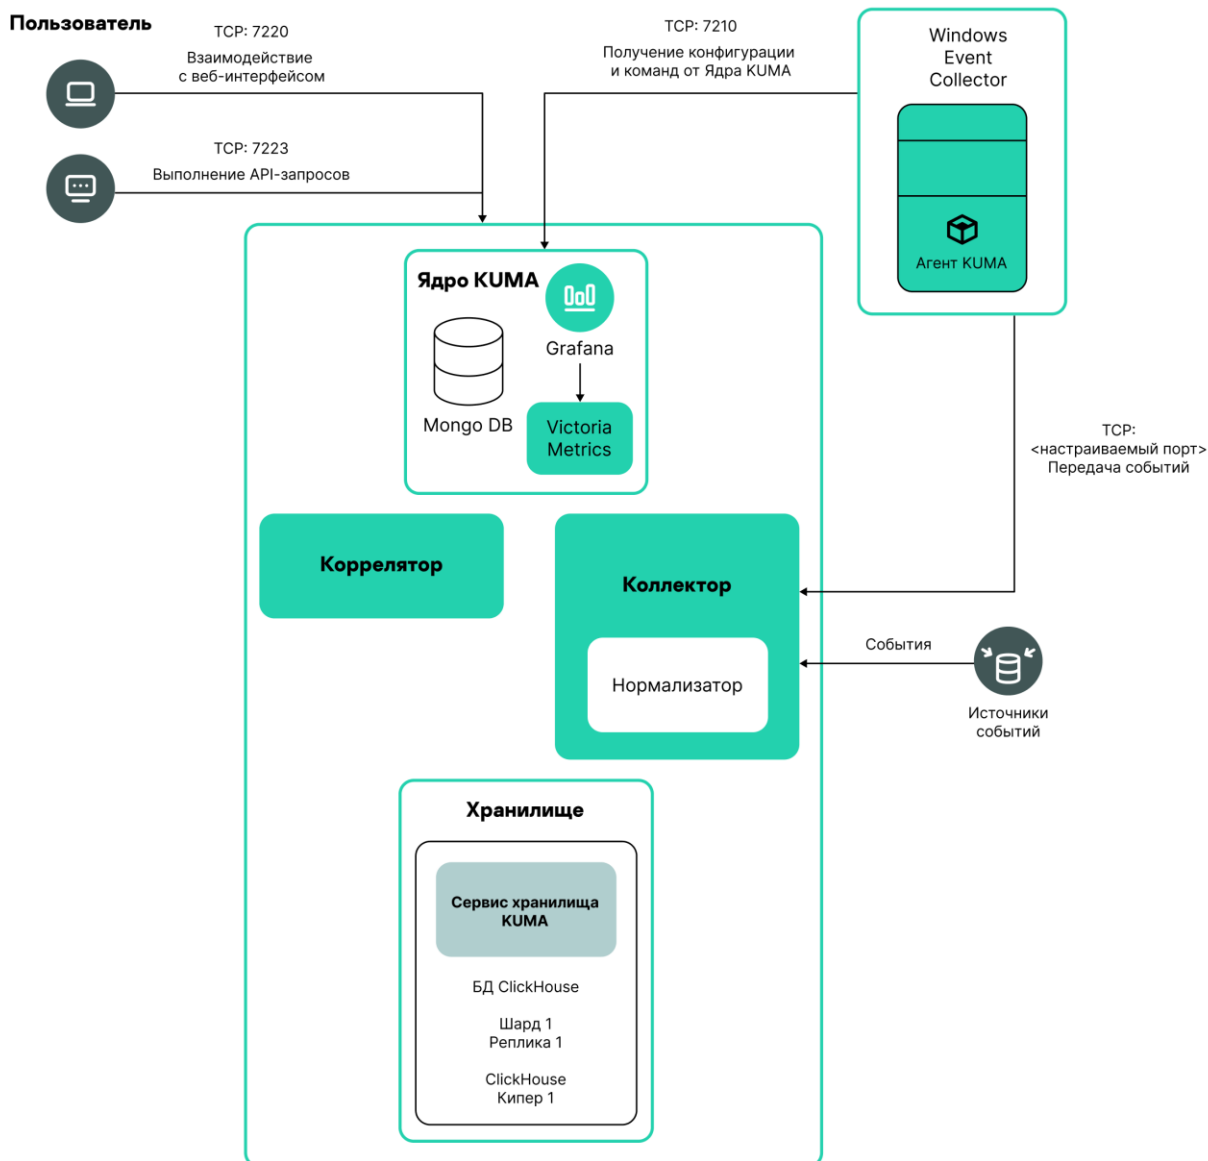 Пользователь
TCP: 7220
Взаимодействие
с веб-интерфейсом
TCP: 7223
Выполнение API-запросов
TCP: 7210
Получение конфигурации
и команд от Ядра KUMA
Windows
Event
Collector
Агент KUMA
Ядро KUMA
Grafana
Mongo DB
Victoria
Metrics
TCP:
<настраиваемый порт>
Передача событий
Коррелятор
Коллектор
Нормализатор
События
Источники
событий
Хранилище
Сервис хранилища
KUMA
БД ClickHouse
Шард 1
Реплика 1
ClickHouse
Кипер 1